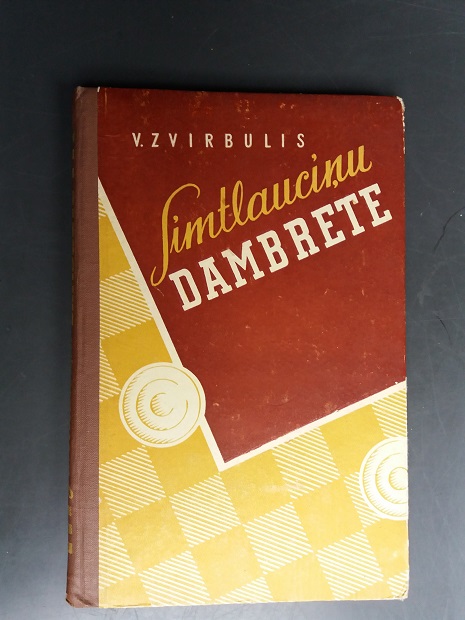 V. ZVIRBULIS
Simtlauciņu
DAMBRETE